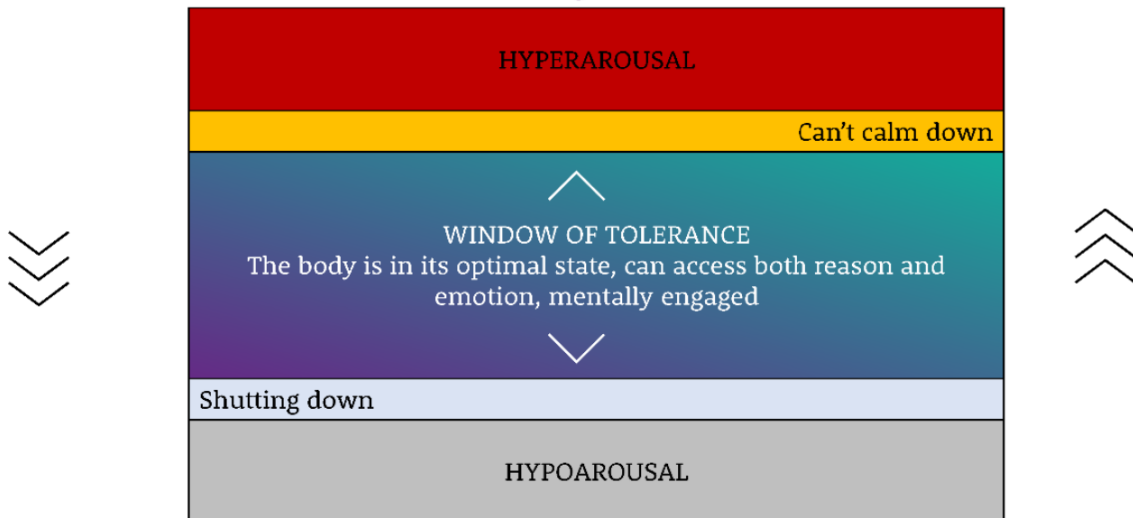 HYPERAROUSAL
Can't calm down
WINDOW OF TOLERANCE
The body is in its optimal state, can access both reason and
emotion, mentally engaged
Shutting down
HYPOAROUSAL